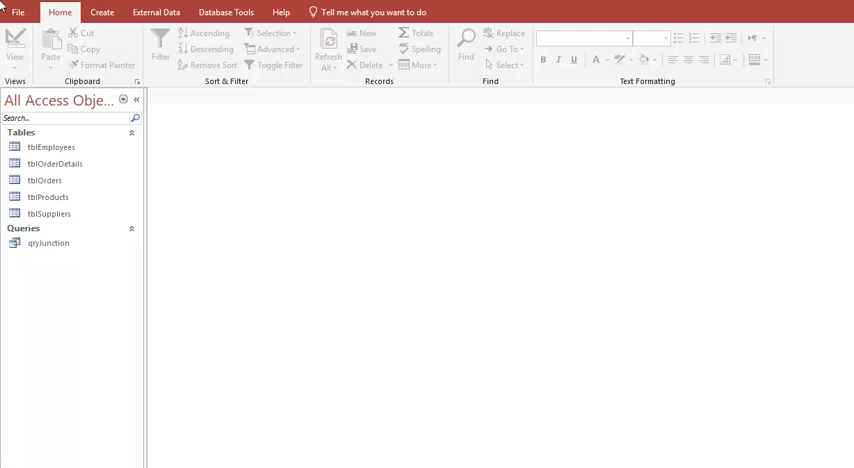 File Home Create External Data Database Tools Help Tell me what you want to do
View
Views
Paste
Cut
Copy
Format Painter
Clipboard
Filter
Ascending
Descending
Remove Sort
Selection
Advanced
Toggle Filter
Sort & Filter
Refresh
All
New
Save
Delete
Totals
Spelling
More
Records
Find
Replace
Go To
Select
Find
B I U A
Text Formatting
All Access Obje...
Search...
Tables
tblEmployees
tblOrderDetails
tblOrders
tblProducts
tblSuppliers
Queries
qryJunction